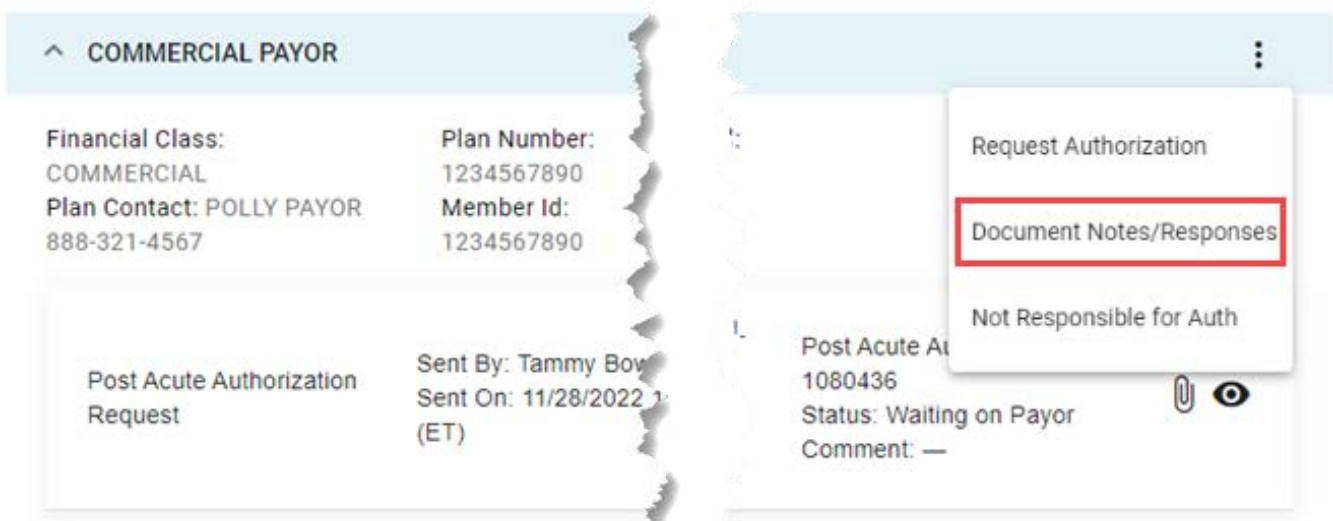 COMMERCIAL PAYOR
Financial Class:
COMMERCIAL
Plan Contact: POLLY PAYOR
888-321-4567
Plan Number:
1234567890
Member Id:
1234567890
Request Authorization
Document Notes/Responses
Not Responsible for Auth
Post Acute Authorization
Request
Sent By: Tammy
Sent On: 11/28/2022
(ET)
Post Acute
1080436
Status: Waiting on Payor
Comment: —